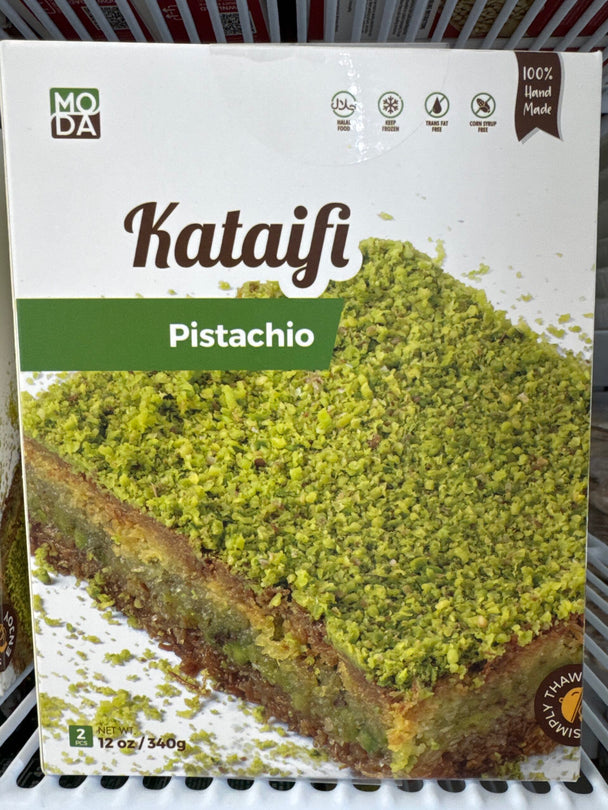 MO
DA
حلال
HALAL
FOOD
KEEP
FROZEN
TRANS FAT
FREE
CORN SYRUP
FREE
100%
Hand
Made
Kataifi
Pistachio
2
PCS
NET WT.
12 oz / 340g
SIMPLY THAW